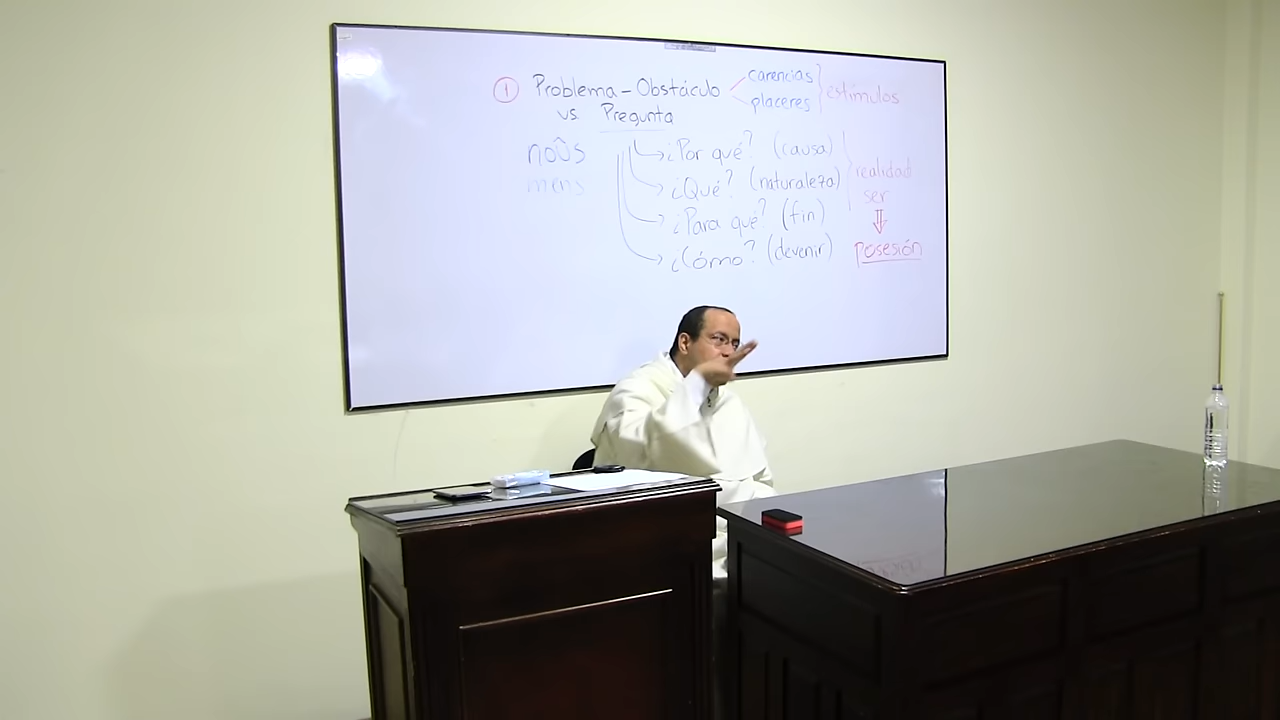 ① Problema - Obstáculo
carencias
placeres
estímulos
vs Pregunta
noûs
mens
¿Por qué? (causa)
¿Qué? (naturaleza)
¿Para qué? (fin)
¿Cómo? (devenir)
realidad
ser
⇓
posesión